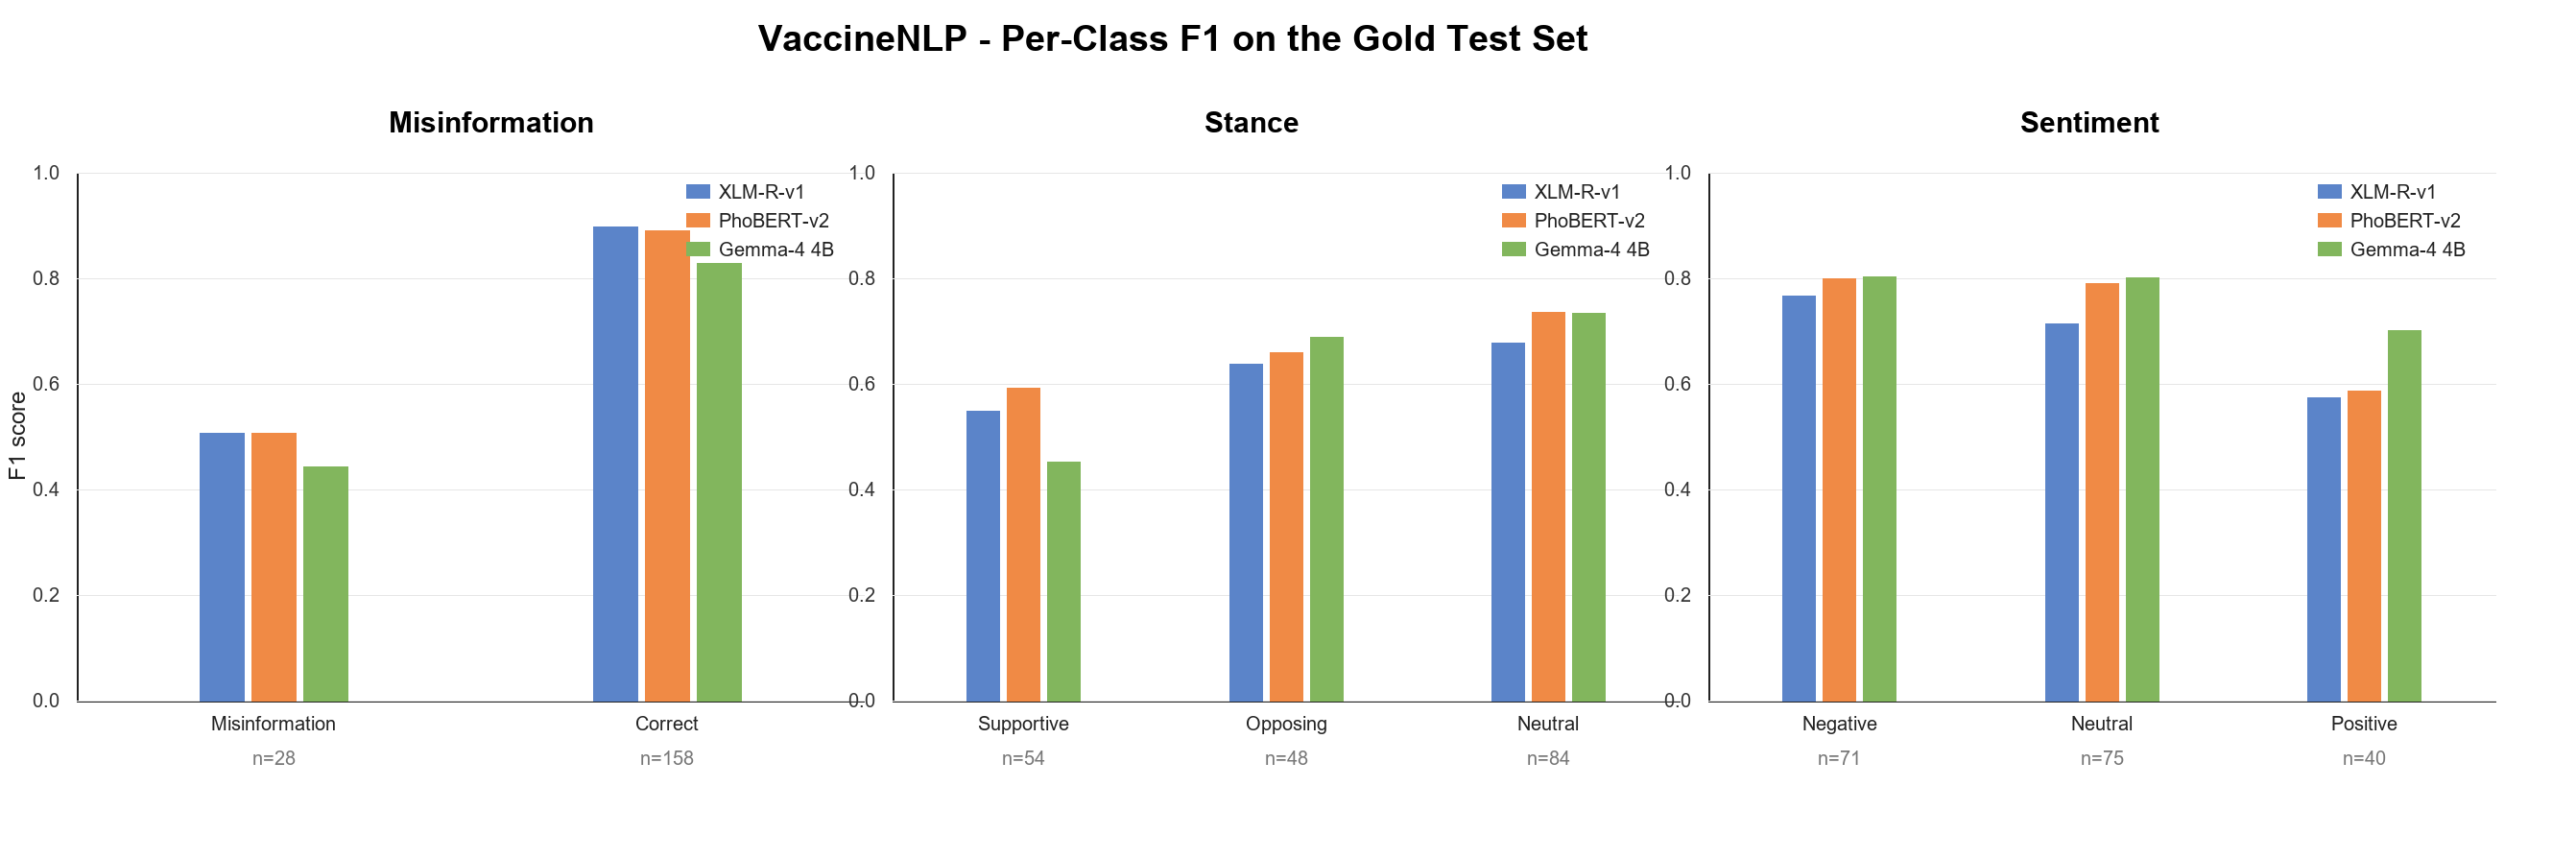 VaccineNLP - Per-Class F1 on the Gold Test Set
Misinformation
F1 score
1.0
0.8
0.6
0.4
0.2
0.0
XLM-R-v1
PhoBERT-v2
Gemma-4 4B
Misinformation
Correct
n=28
n=158
Stance
1.0
0.8
0.6
0.4
0.2
0.0
XLM-R-v1
PhoBERT-v2
Gemma-4 4B
Supportive
Opposing
Neutral
n=54
n=48
n=84
Sentiment
1.0
0.8
0.6
0.4
0.2
0.0
XLM-R-v1
PhoBERT-v2
Gemma-4 4B
Negative
Neutral
Positive
n=71
n=75
n=40